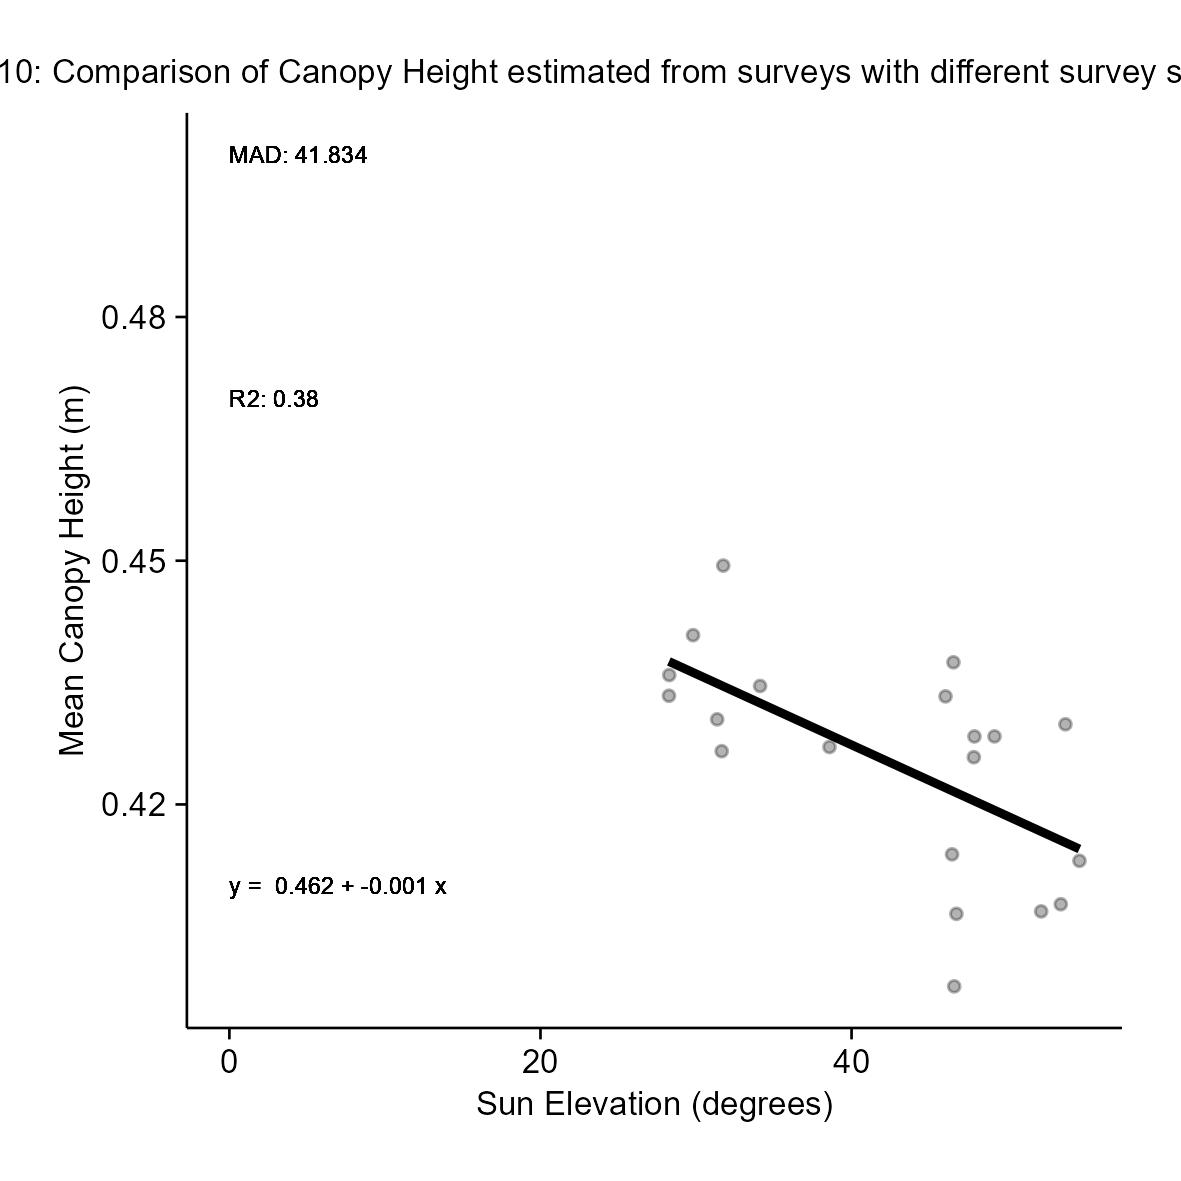 10: Comparison of Canopy Height estimated from surveys with different survey s
MAD: 41.834
0.48
R2: 0.38
Mean Canopy Height (m)
0.45
0.42
y =  0.462 + -0.001 x
0 20 40
Sun Elevation (degrees)